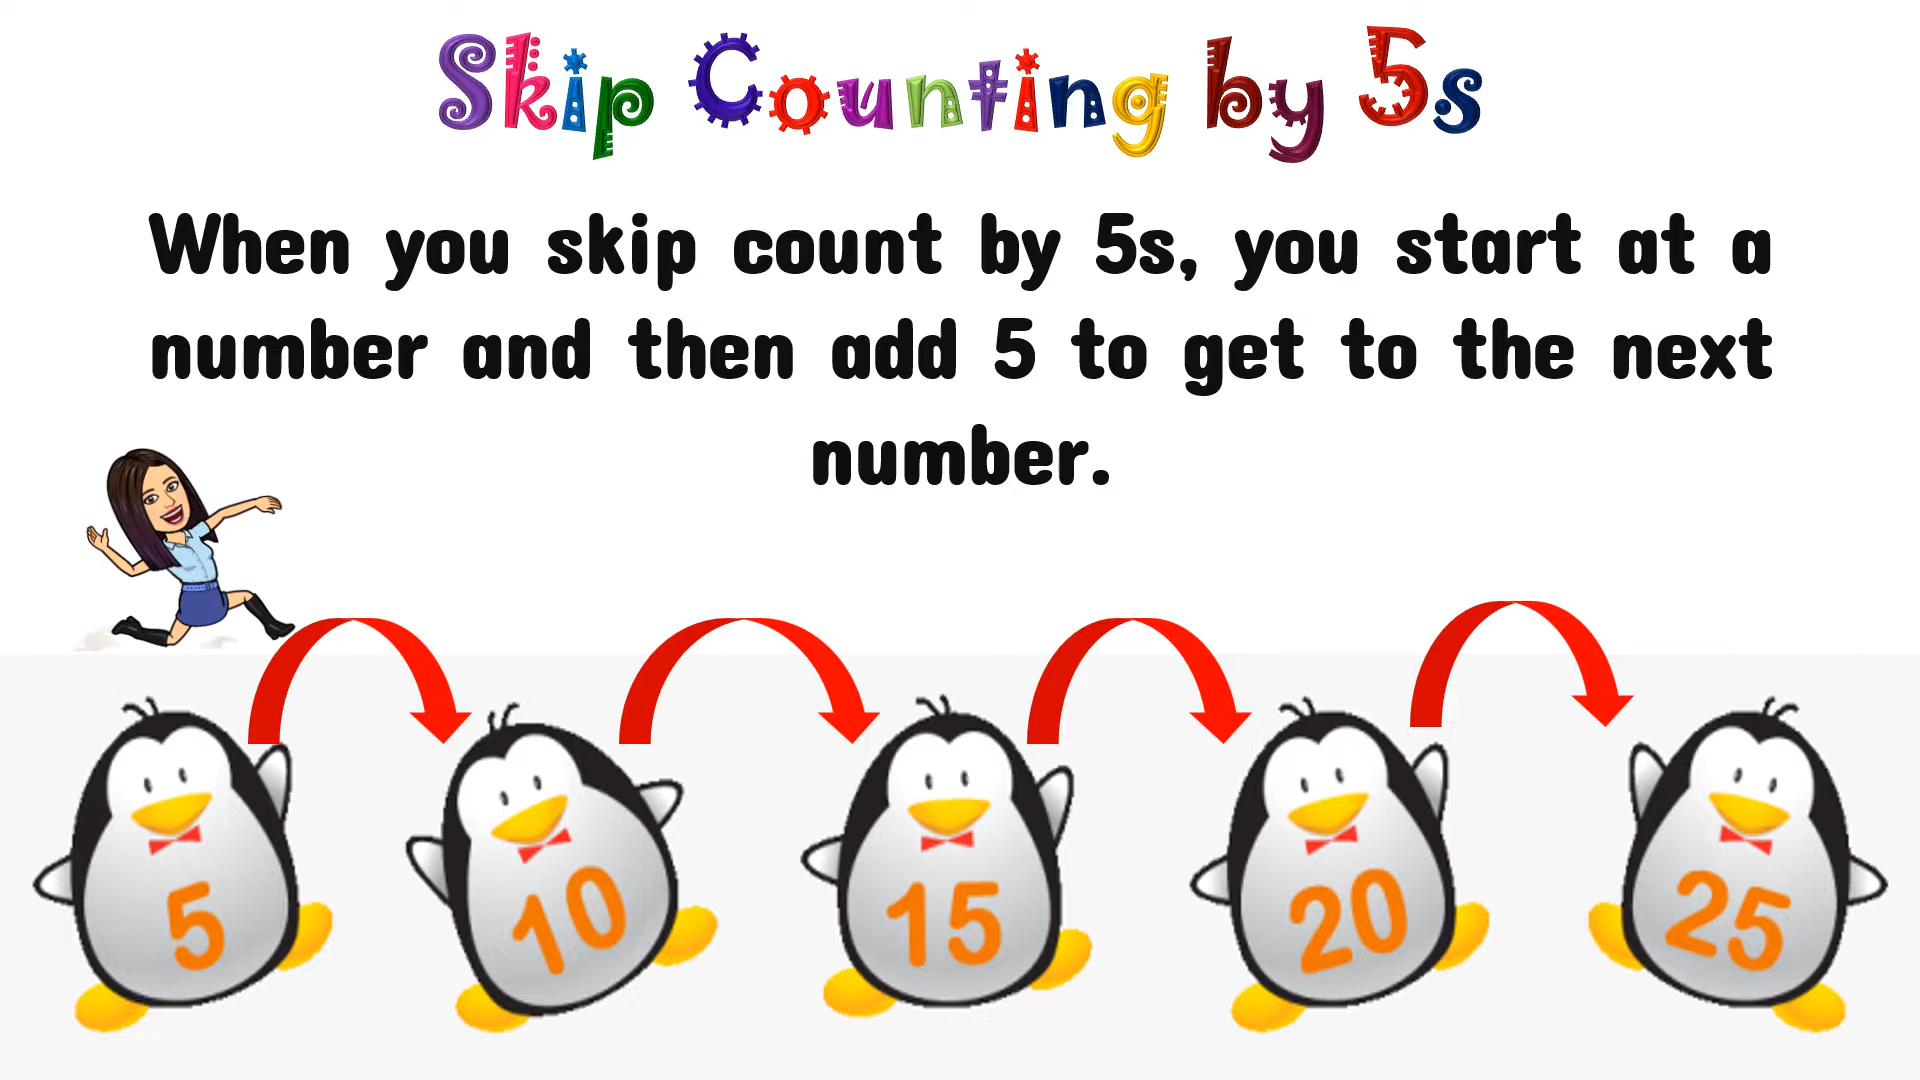 Skip Counting by 5s
When you skip count by 5s, you start at a
number and then add 5 to get to the next
number.
5 10 15 20 25